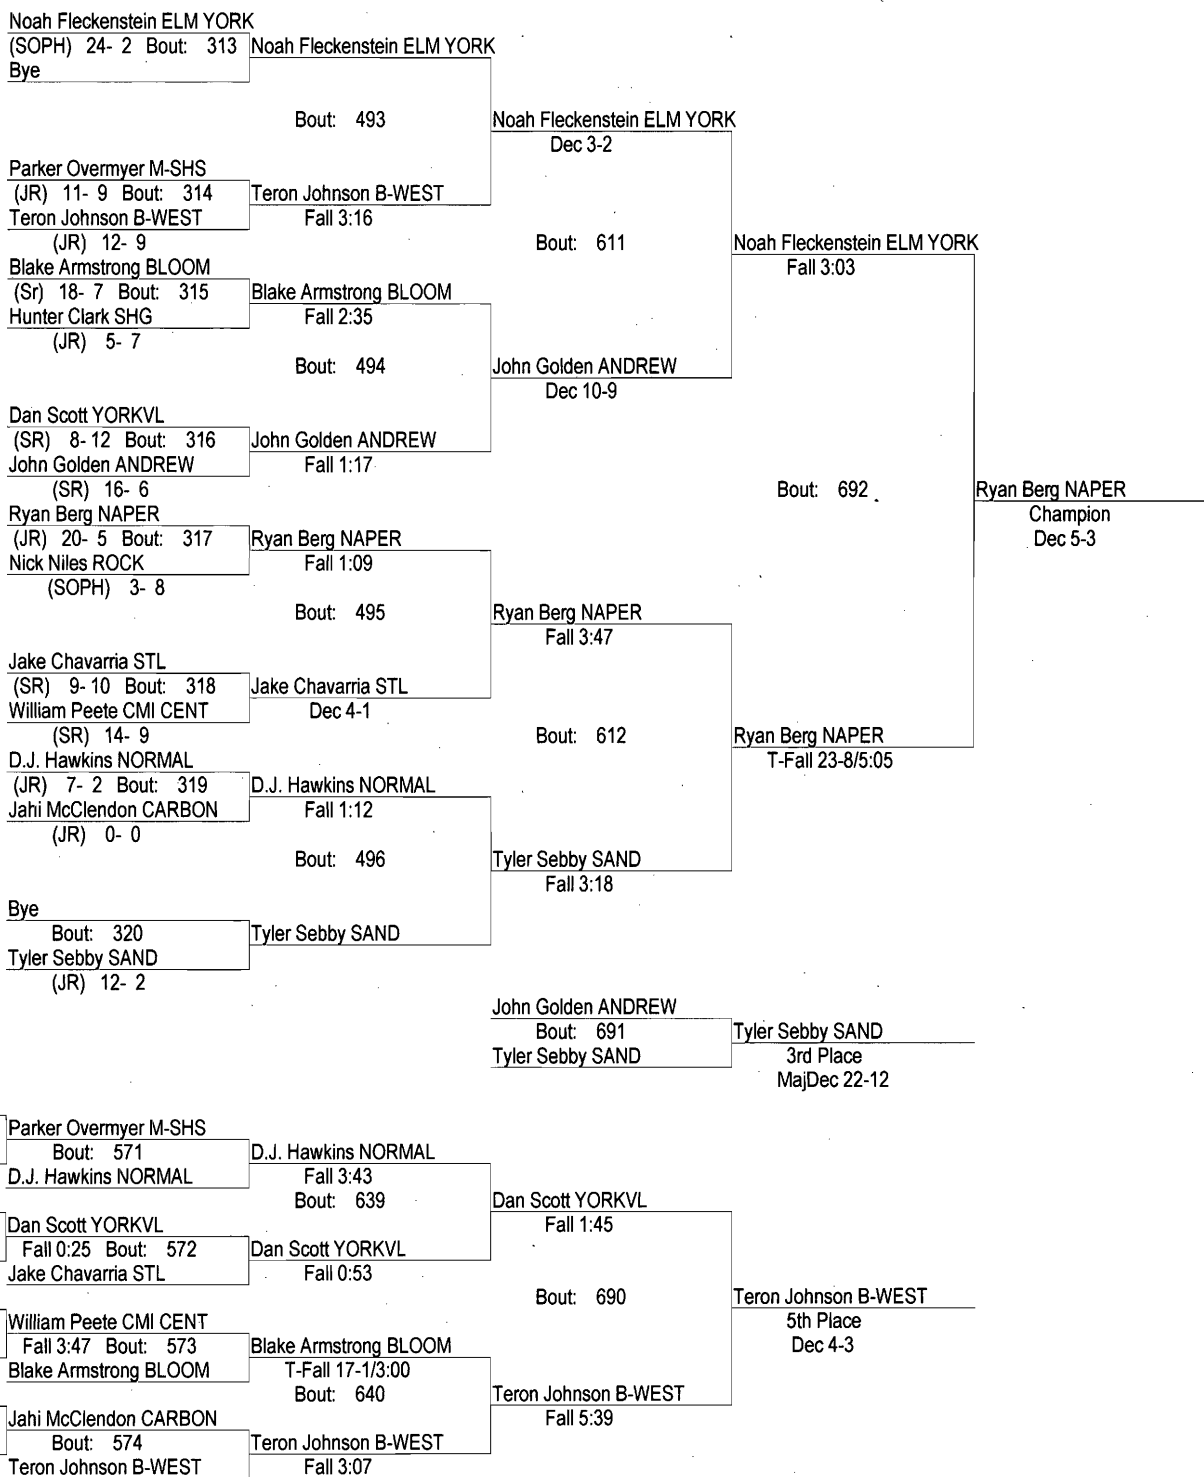 Noah Fleckenstein ELM YORK
(SOPH) 24- 2 Bout: 313 Noah Fleckenstein ELM YORK
Bye
Bout: 493 Noah Fleckenstein ELM YORK
Dec 3-2
Parker Overmyer M-SHS
(JR) 11- 9 Bout: 314 Teron Johnson B-WEST
Teron Johnson B-WEST Fall 3:16
(JR) 12- 9 Bout: 611 Noah Fleckenstein ELM YORK
Blake Armstrong BLOOM Fall 3:03
(Sr) 18- 7 Bout: 315 Blake Armstrong BLOOM
Hunter Clark SHG Fall 2:35
(JR) 5- 7
Bout: 494 John Golden ANDREW
Dec 10-9
Dan Scott YORKVL
(SR) 8- 12 Bout: 316 John Golden ANDREW
John Golden ANDREW Fall 1:17
(SR) 16- 6 Bout: 692 Ryan Berg NAPER
Ryan Berg NAPER Champion
(JR) 20- 5 Bout: 317 Ryan Berg NAPER Dec 5-3
Nick Niles ROCK Fall 1:09
(SOPH) 3- 8
Bout: 495 Ryan Berg NAPER
Fall 3:47
Jake Chavarria STL
(SR) 9- 10 Bout: 318 Jake Chavarria STL
William Peete CMI CENT Dec 4-1
(SR) 14- 9 Bout: 612 Ryan Berg NAPER
D.J. Hawkins NORMAL T-Fall 23-8/5:05
(JR) 7- 2 Bout: 319 D.J. Hawkins NORMAL
Jahi McClendon CARBON Fall 1:12
(JR) 0- 0
Bout: 496 Tyler Sebby SAND
Fall 3:18
Bye
Bout: 320 Tyler Sebby SAND
Tyler Sebby SAND
(JR) 12- 2
John Golden ANDREW
Bout: 691 Tyler Sebby SAND
Tyler Sebby SAND 3rd Place
MajDec 22-12
Parker Overmyer M-SHS
Bout: 571 D.J. Hawkins NORMAL
D.J. Hawkins NORMAL Fall 3:43
Bout: 639 Dan Scott YORKVL
Dan Scott YORKVL Fall 1:45
Fall 0:25 Bout: 572 Dan Scott YORKVL
Jake Chavarria STL Fall 0:53
Bout: 690 Teron Johnson B-WEST
William Peete CMI CENT 5th Place
Fall 3:47 Bout: 573 Blake Armstrong BLOOM Dec 4-3
Blake Armstrong BLOOM T-Fall 17-1/3:00
Bout: 640 Teron Johnson B-WEST
Jahi McClendon CARBON Fall 5:39
Bout: 574 Teron Johnson B-WEST
Teron Johnson B-WEST Fall 3:07